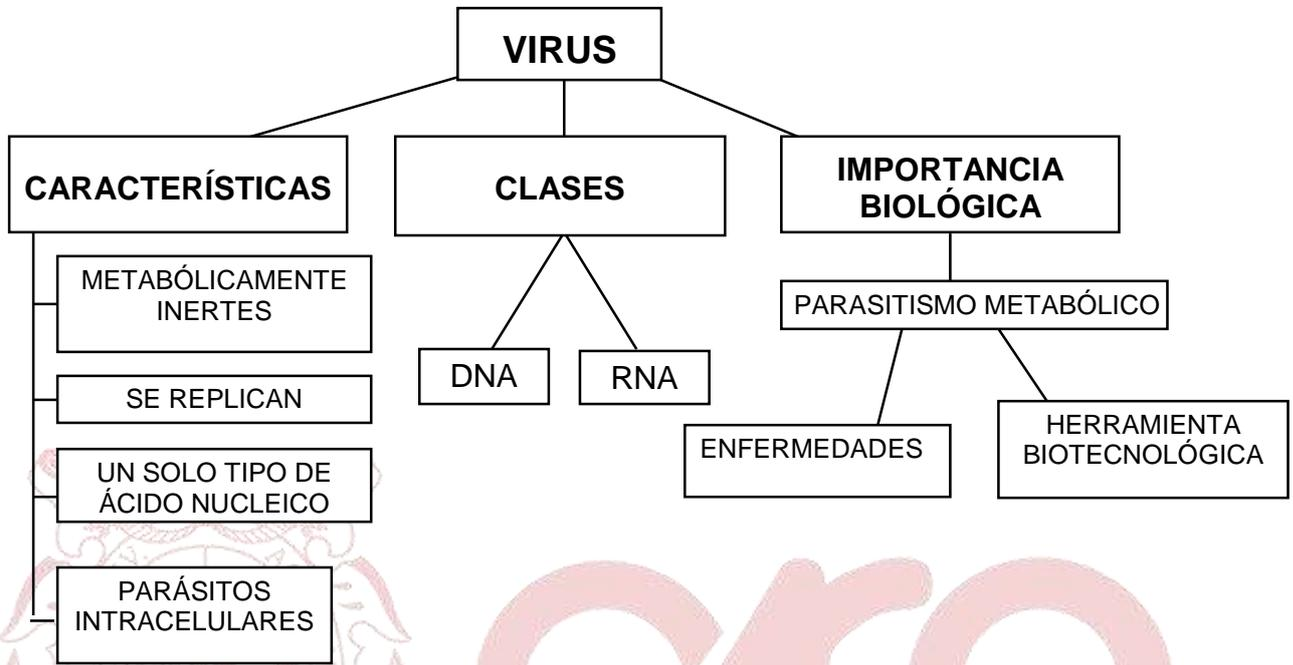 VIRUS
CARACTERÍSTICAS
CLASES
IMPORTANCIA
BIOLÓGICA
METABÓLICAMENTE
INERTES
SE REPLICAN
UN SOLO TIPO DE
ÁCIDO NUCLEICO
PARÁSITOS
INTRACELULARES
DNA
RNA
PARASITISMO METABÓLICO
ENFERMEDADES
HERRAMIENTA
BIOTECNOLÓGICA